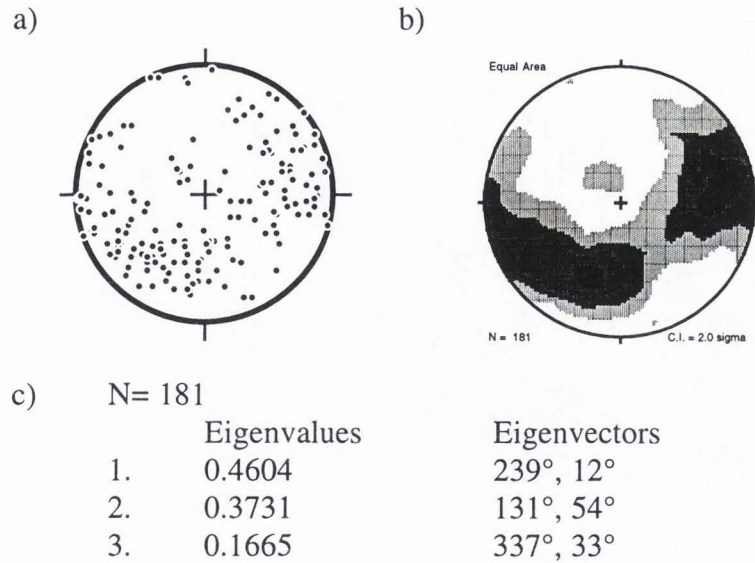 a)
b)
Equal Area
N = 181
C.I. = 2.0 sigma
c)
N= 181
Eigenvalues Eigenvectors
1. 0.4604 239°, 12°
2. 0.3731 131°, 54°
3. 0.1665 337°, 33°